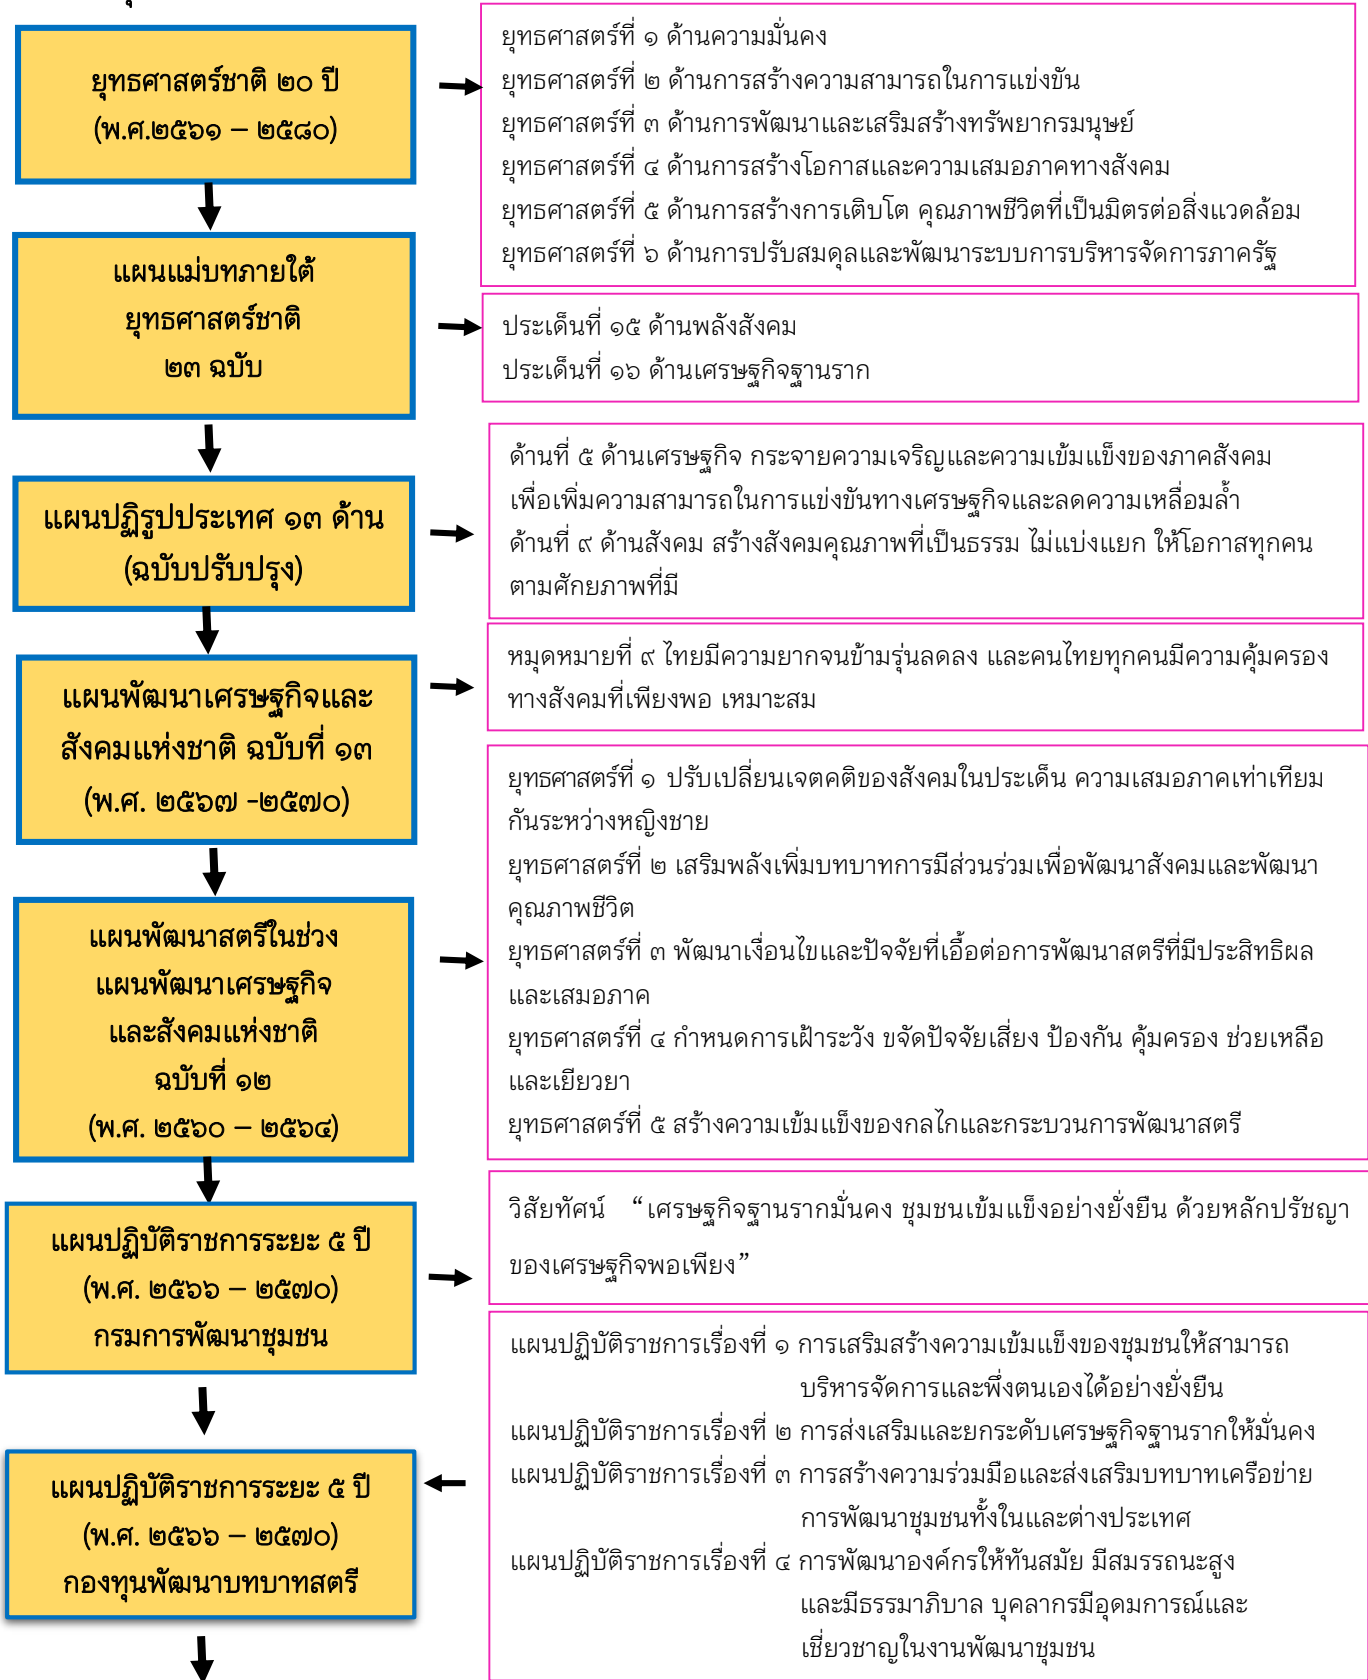 ยุทธศาสตร์ชาติ ๒๐ ปี
(พ.ศ.๒๕๖๑ – ๒๕๘๐)
ยุทธศาสตร์ที่ ๑ ด้านความมั่นคง
ยุทธศาสตร์ที่ ๒ ด้านการสร้างความสามารถในการแข่งขัน
ยุทธศาสตร์ที่ ๓ ด้านการพัฒนาและเสริมสร้างทรัพยากรมนุษย์
ยุทธศาสตร์ที่ ๔ ด้านการสร้างโอกาสและความเสมอภาคทางสังคม
ยุทธศาสตร์ที่ ๕ ด้านการสร้างการเติบโต คุณภาพชีวิตที่เป็นมิตรต่อสิ่งแวดล้อม
ยุทธศาสตร์ที่ ๖ ด้านการปรับสมดุลและพัฒนาระบบการบริหารจัดการภาครัฐ
แผนแม่บทภายใต้
ยุทธศาสตร์ชาติ
๒๓ ฉบับ
ประเด็นที่ ๑๕ ด้านพลังสังคม
ประเด็นที่ ๑๖ ด้านเศรษฐกิจฐานราก
แผนปฏิรูปประเทศ ๑๓ ด้าน
(ฉบับปรับปรุง)
ด้านที่ ๕ ด้านเศรษฐกิจ กระจายความเจริญและความเข้มแข็งของภาคสังคม
เพื่อเพิ่มความสามารถในการแข่งขันทางเศรษฐกิจและลดความเหลื่อมล้ำ
ด้านที่ ๙ ด้านสังคม สร้างสังคมคุณภาพที่เป็นธรรม ไม่แบ่งแยก ให้โอกาสทุกคน
ตามศักยภาพที่มี
แผนพัฒนาเศรษฐกิจและ
สังคมแห่งชาติ ฉบับที่ ๑๓
(พ.ศ. ๒๕๖๗ -๒๕๗๐)
หมุดหมายที่ ๙ ไทยมีความยากจนข้ามรุ่นลดลง และคนไทยทุกคนมีความคุ้มครอง
ทางสังคมที่เพียงพอ เหมาะสม
แผนพัฒนาสตรีในช่วง
แผนพัฒนาเศรษฐกิจ
และสังคมแห่งชาติ
ฉบับที่ ๑๒
(พ.ศ. ๒๕๖๐ – ๒๕๖๔)
ยุทธศาสตร์ที่ ๑ ปรับเปลี่ยนเจตคติของสังคมในประเด็น ความเสมอภาคเท่าเทียม
กันระหว่างหญิงชาย
ยุทธศาสตร์ที่ ๒ เสริมพลังเพิ่มบทบาทการมีส่วนร่วมเพื่อพัฒนาสังคมและพัฒนา
คุณภาพชีวิต
ยุทธศาสตร์ที่ ๓ พัฒนาเงื่อนไขและปัจจัยที่เอื้อต่อการพัฒนาสตรีที่มีประสิทธิผล
และเสมอภาค
ยุทธศาสตร์ที่ ๔ กำหนดการเฝ้าระวัง ขจัดปัจจัยเสี่ยง ป้องกัน คุ้มครอง ช่วยเหลือ
และเยียวยา
ยุทธศาสตร์ที่ ๕ สร้างความเข้มแข็งของกลไกและกระบวนการพัฒนาสตรี
แผนปฏิบัติราชการระยะ ๕ ปี
(พ.ศ. ๒๕๖๖ – ๒๕๗๐)
กรมการพัฒนาชุมชน
วิสัยทัศน์ “เศรษฐกิจฐานรากมั่นคง ชุมชนเข้มแข็งอย่างยั่งยืน ด้วยหลักปรัชญา
ของเศรษฐกิจพอเพียง”
แผนปฏิบัติราชการเรื่องที่ ๑ การเสริมสร้างความเข้มแข็งของชุมชนให้สามารถ
บริหารจัดการและพึ่งตนเองได้อย่างยั่งยืน
แผนปฏิบัติราชการเรื่องที่ ๒ การส่งเสริมและยกระดับเศรษฐกิจฐานรากให้มั่นคง
แผนปฏิบัติราชการเรื่องที่ ๓ การสร้างความร่วมมือและส่งเสริมบทบาทเครือข่าย
การพัฒนาชุมชนทั้งในและต่างประเทศ
แผนปฏิบัติราชการเรื่องที่ ๔ การพัฒนาองค์กรให้ทันสมัย มีสมรรถนะสูง
และมีธรรมาภิบาล บุคลากรมีอุดมการณ์และ
เชี่ยวชาญในงานพัฒนาชุมชน
แผนปฏิบัติราชการระยะ ๕ ปี
(พ.ศ. ๒๕๖๖ – ๒๕๗๐)
กองทุนพัฒนาบทบาทสตรี